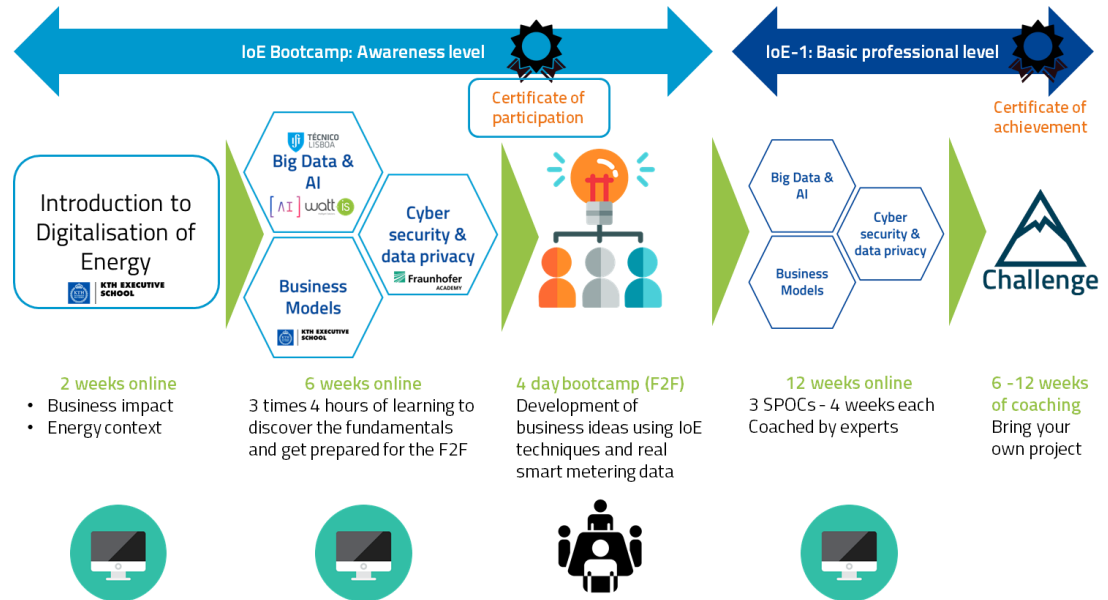 IoE Bootcamp: Awareness level
IoE-1: Basic professional level
Certificate of
participation
Certificate of
achievement
Introduction to
Digitalisation of
Energy
KTH
KTH EXECUTIVE
SCHOOL
TÉCNICO
LISBOA
Big Data &
AI
[ΛI] watt is
Cyber
security &
data privacy
Fraunhofer
ACADEMY
Business
Models
KTH EXECUTIVE
SCHOOL
Big Data &
AI
Cyber
security &
data privacy
Business
Models
Challenge
2 weeks online
• Business impact
• Energy context
6 weeks online
3 times 4 hours of learning to
discover the fundamentals
and get prepared for the F2F
4 day bootcamp (F2F)
Development of
business ideas using IoE
techniques and real
smart metering data
12 weeks online
3 SPOCs - 4 weeks each
Coached by experts
6 -12 weeks
of coaching
Bring your
own project